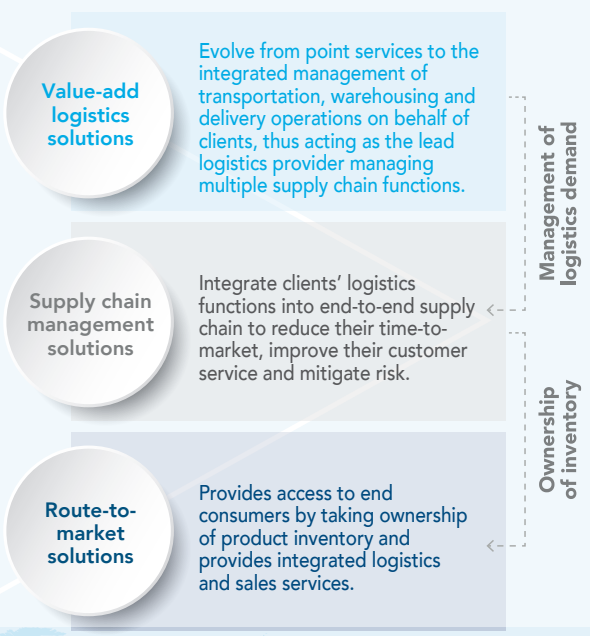 Value-add
logistics
solutions
Evolve from point services to the
integrated management of
transportation, warehousing and
delivery operations on behalf of
clients, thus acting as the lead
logistics provider managing
multiple supply chain functions.
Management of
logistics demand
Supply chain
management
solutions
Integrate clients’ logistics
functions into end-to-end supply
chain to reduce their time-to-
market, improve their customer
service and mitigate risk.
Ownership
of inventory
Route-to-
market
solutions
Provides access to end
consumers by taking ownership
of product inventory and
provides integrated logistics
and sales services.